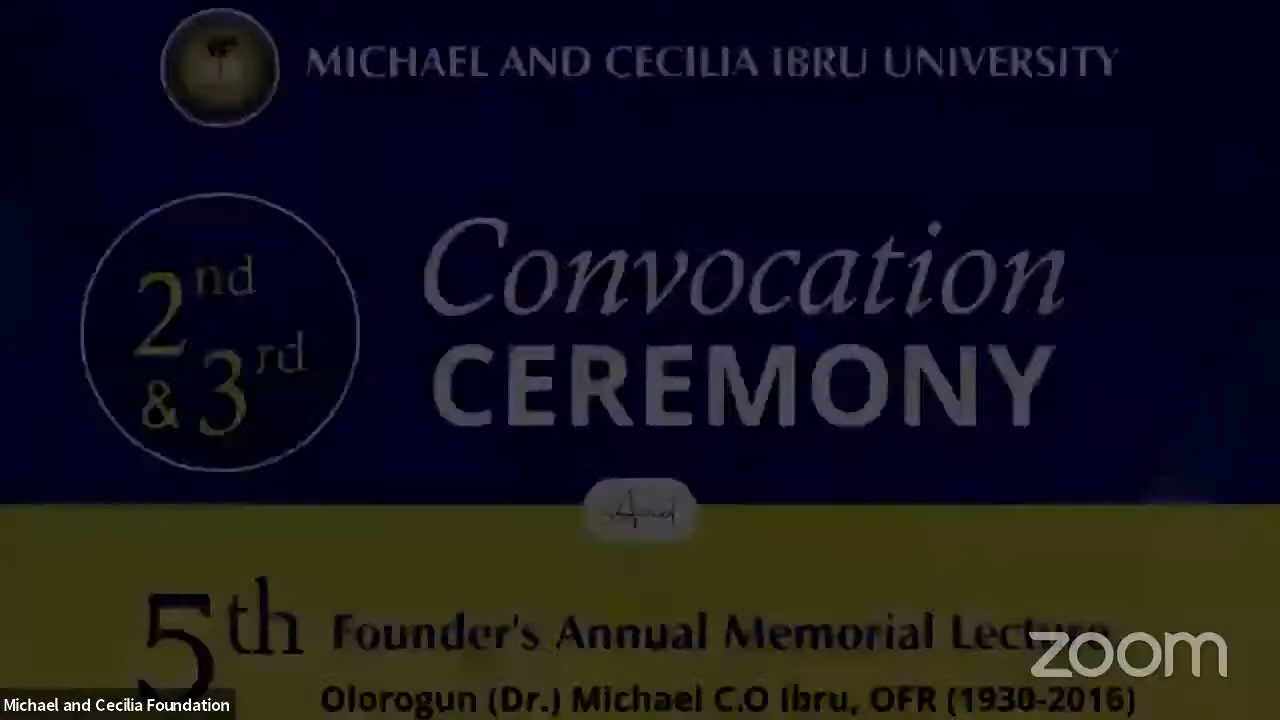 MICHAEL AND CECILIA IBRU UNIVERSITY
2nd
& 3rd
Convocation
CEREMONY
And
5th Founder's Annual Memorial Lecture
Olorogun (Dr.) Michael C.O Ibru, OFR (1930-2016)
zoom
Michael and Cecilia Foundation